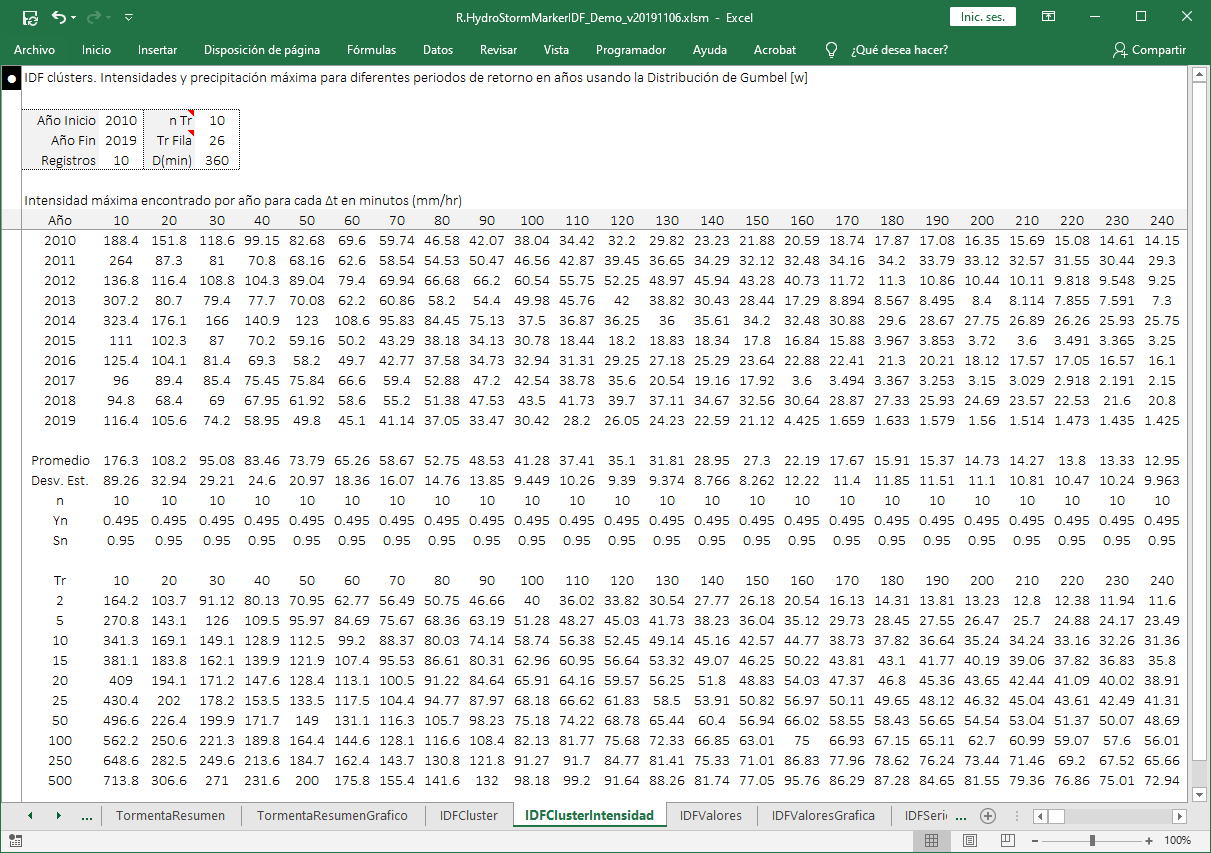 R.HydroStormMarkerIDF_Demo_v20191106.xlsm - Excel
Inic. ses.
Archivo Inicio Insertar Disposición de página Fórmulas Datos Revisar Vista Programador Ayuda Acrobat ¿Qué desea hacer? Compartir
IDF clústers. Intensidades y precipitación máxima para diferentes periodos de retorno en años usando la Distribución de Gumbel [w]
Año Inicio 2010 n Tr 10
Año Fin 2019 Tr Fila 26
Registros 10 D(min) 360
Intensidad máxima encontrado por año para cada Δt en minutos (mm/hr)
Año 10 20 30 40 50 60 70 80 90 100 110 120 130 140 150 160 170 180 190 200 210 220 230 240
2010 188.4 151.8 118.6 99.15 82.68 69.6 59.74 46.58 42.07 38.04 34.42 32.2 29.82 23.23 21.88 20.59 18.74 17.87 17.08 16.35 15.69 15.08 14.61 14.15
2011 264 87.3 81 70.8 68.16 62.6 58.54 54.53 50.47 46.56 42.87 39.45 36.65 34.29 32.12 32.48 34.16 34.2 33.79 33.12 32.57 31.55 30.44 29.3
2012 136.8 116.4 108.8 104.3 89.04 79.4 69.94 66.68 66.2 60.54 55.75 52.25 48.97 45.94 43.28 40.73 11.72 11.3 10.86 10.44 10.11 9.818 9.548 9.25
2013 307.2 80.7 79.4 77.7 70.08 62.2 60.86 58.2 54.4 49.98 45.76 42 38.82 30.43 28.44 17.29 8.894 8.567 8.495 8.4 8.114 7.855 7.591 7.3
2014 323.4 176.1 166 140.9 123 108.6 95.83 84.45 75.13 37.5 36.87 36.25 36 35.61 34.2 32.48 30.88 29.6 28.67 27.75 26.89 26.26 25.93 25.75
2015 111 102.3 87 70.2 59.16 50.2 43.29 38.18 34.13 30.78 18.44 18.2 18.83 18.34 17.8 16.84 15.88 3.967 3.853 3.72 3.6 3.491 3.365 3.25
2016 125.4 104.1 81.4 69.3 58.2 49.7 42.77 37.58 34.73 32.94 31.31 29.25 27.18 25.29 23.64 22.88 22.41 21.3 20.21 18.12 17.57 17.05 16.57 16.1
2017 96 89.4 85.4 75.45 75.84 66.6 59.4 52.88 47.2 42.54 38.78 35.6 20.54 19.16 17.92 3.6 3.494 3.367 3.253 3.15 3.029 2.918 2.191 2.15
2018 94.8 68.4 69 67.95 61.92 58.6 55.2 51.38 47.53 43.5 41.73 39.7 37.11 34.67 32.56 30.64 28.87 27.33 25.93 24.69 23.57 22.53 21.6 20.8
2019 116.4 105.6 74.2 58.95 49.8 45.1 41.14 37.05 33.47 30.42 28.2 26.05 24.23 22.59 21.12 4.425 1.659 1.633 1.579 1.56 1.514 1.473 1.435 1.425
Promedio 176.3 108.2 95.08 83.46 73.79 65.26 58.67 52.75 48.53 41.28 37.41 35.1 31.81 28.95 27.3 22.19 17.67 15.91 15.37 14.73 14.27 13.8 13.33 12.95
Desv. Est. 89.26 32.94 29.21 24.6 20.97 18.36 16.07 14.76 13.85 9.449 10.26 9.39 9.374 8.766 8.262 12.22 11.4 11.85 11.51 11.1 10.81 10.47 10.24 9.963
n 10 10 10 10 10 10 10 10 10 10 10 10 10 10 10 10 10 10 10 10 10 10 10 10
Yn 0.495 0.495 0.495 0.495 0.495 0.495 0.495 0.495 0.495 0.495 0.495 0.495 0.495 0.495 0.495 0.495 0.495 0.495 0.495 0.495 0.495 0.495 0.495 0.495
Sn 0.95 0.95 0.95 0.95 0.95 0.95 0.95 0.95 0.95 0.95 0.95 0.95 0.95 0.95 0.95 0.95 0.95 0.95 0.95 0.95 0.95 0.95 0.95 0.95
Tr 10 20 30 40 50 60 70 80 90 100 110 120 130 140 150 160 170 180 190 200 210 220 230 240
2 164.2 103.7 91.12 80.13 70.95 62.77 56.49 50.75 46.66 40 36.02 33.82 30.54 27.77 26.18 20.54 16.13 14.31 13.81 13.23 12.8 12.38 11.94 11.6
5 270.8 143.1 126 109.5 95.97 84.69 75.67 68.36 63.19 51.28 48.27 45.03 41.73 38.23 36.04 35.12 29.73 28.45 27.55 26.47 25.7 24.88 24.17 23.49
10 341.3 169.1 149.1 128.9 112.5 99.2 88.37 80.03 74.14 58.74 56.38 52.45 49.14 45.16 42.57 44.77 38.73 37.82 36.64 35.24 34.24 33.16 32.26 31.36
15 381.1 183.8 162.1 139.9 121.9 107.4 95.53 86.61 80.31 62.96 60.95 56.64 53.32 49.07 46.25 50.22 43.81 43.1 41.77 40.19 39.06 37.82 36.83 35.8
20 409 194.1 171.2 147.6 128.4 113.1 100.5 91.22 84.64 65.91 64.16 59.57 56.25 51.8 48.83 54.03 47.37 46.8 45.36 43.65 42.44 41.09 40.02 38.91
25 430.4 202 178.2 153.5 133.5 117.5 104.4 94.77 87.97 68.18 66.62 61.83 58.5 53.91 50.82 56.97 50.11 49.65 48.12 46.32 45.04 43.61 42.49 41.31
50 496.6 226.4 199.9 171.7 149 131.1 116.3 105.7 98.23 75.18 74.22 68.78 65.44 60.4 56.94 66.02 58.55 58.43 56.65 54.54 53.04 51.37 50.07 48.69
100 562.2 250.6 221.3 189.8 164.4 144.6 128.1 116.6 108.4 82.13 81.77 75.68 72.33 66.85 63.01 75 66.93 67.15 65.11 62.7 60.99 59.07 57.6 56.01
250 648.6 282.5 249.6 213.6 184.7 162.4 143.7 130.8 121.8 91.27 91.7 84.77 81.41 75.33 71.01 86.83 77.96 78.62 76.24 73.44 71.46 69.2 67.52 65.66
500 713.8 306.6 271 231.6 200 175.8 155.4 141.6 132 98.18 99.2 91.64 88.26 81.74 77.05 95.76 86.29 87.28 84.65 81.55 79.36 76.86 75.01 72.94
... TormentaResumen TormentaResumenGrafico IDFCluster IDFClusterIntensidad IDFValores IDFValoresGrafica IDFSeri ...
100%